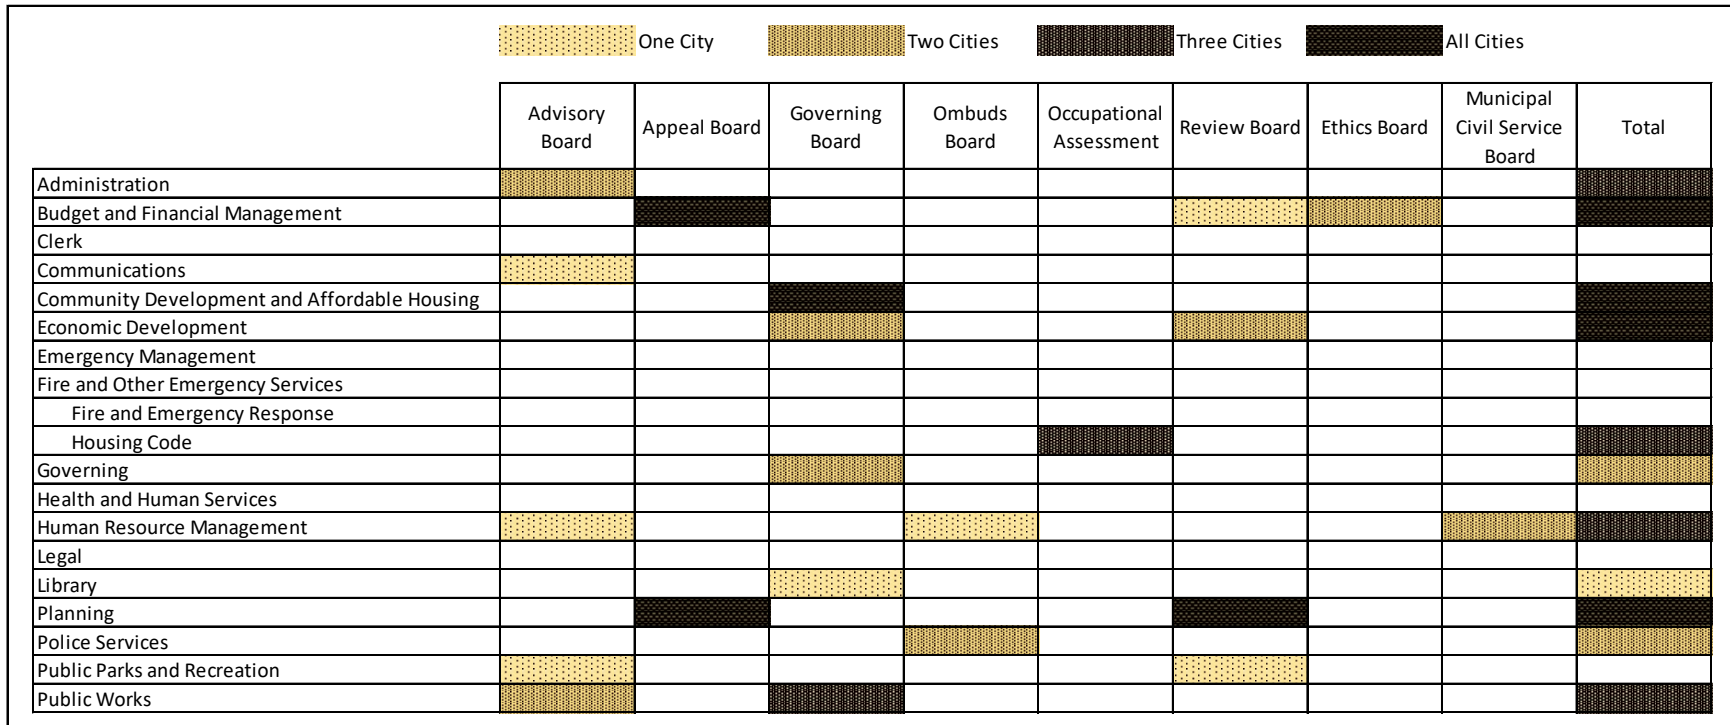 One City Two Cities Three Cities All Cities
Advisory Board Appeal Board Governing Board Ombuds Board Occupational Assessment Review Board Ethics Board Municipal Civil Service Board Total
Administration
Budget and Financial Management
Clerk
Communications
Community Development and Affordable Housing
Economic Development
Emergency Management
Fire and Other Emergency Services
Fire and Emergency Response
Housing Code
Governing
Health and Human Services
Human Resource Management
Legal
Library
Planning
Police Services
Public Parks and Recreation
Public Works